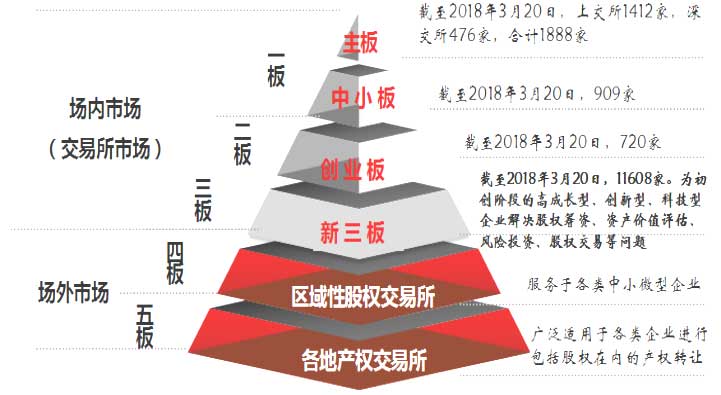 截至2018年3月20日，上交所1412家，深
交所476家，合计1888家
主板
一板
中小板
截至2018年3月20日，909家
场内市场
（交易所市场）
二板
截至2018年3月20日，720家
创业板
三板
截至2018年3月20日，11608家。为初
创阶段的高成长型、创新型、科技型
企业解决股权筹资、资产价值评估、
风险投资、股权交易等问题
新三板
四板
区域性股权交易所
服务于各类中小微型企业
场外市场
五板
各地产权交易所
广泛适用于各类企业进行
包括股权在内的产权转让